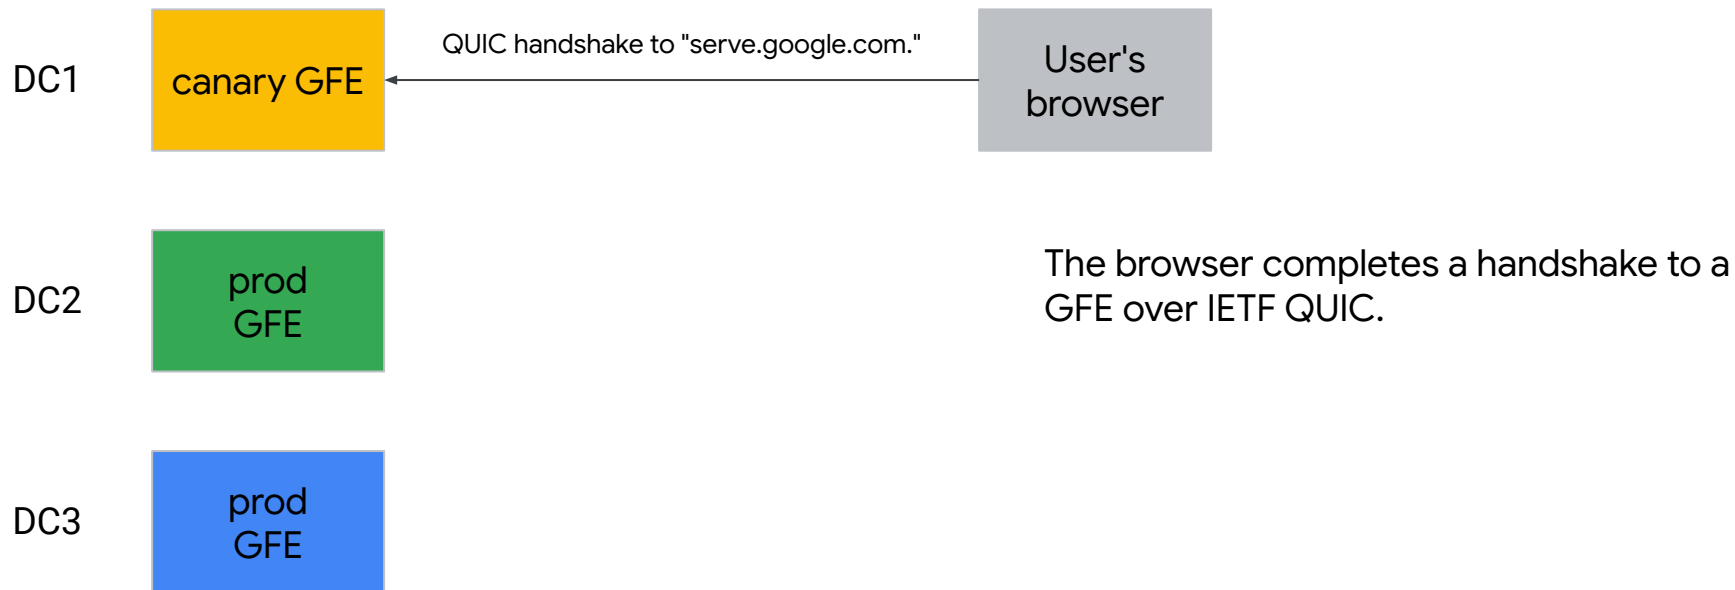 QUIC handshake to "serve.google.com."
DC1
canary GFE
User's
browser
DC2
prod
GFE
The browser completes a handshake to a
GFE over IETF QUIC.
DC3
prod
GFE